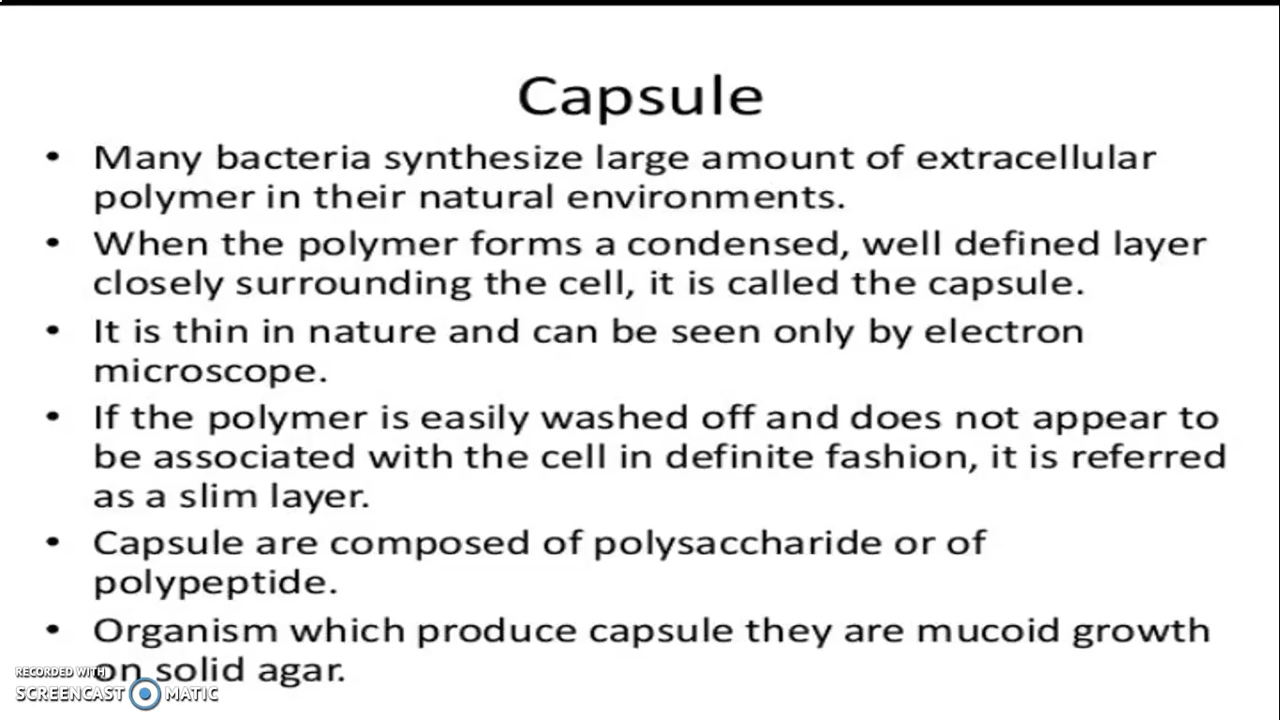 Capsule
• Many bacteria synthesize large amount of extracellular
polymer in their natural environments.
• When the polymer forms a condensed, well defined layer
closely surrounding the cell, it is called the capsule.
• It is thin in nature and can be seen only by electron
microscope.
• If the polymer is easily washed off and does not appear to
be associated with the cell in definite fashion, it is referred
as a slim layer.
• Capsule are composed of polysaccharide or of
polypeptide.
• Organism which produce capsule they are mucoid growth
on solid agar.
RECORDED WITH
SCREENCAST MATIC